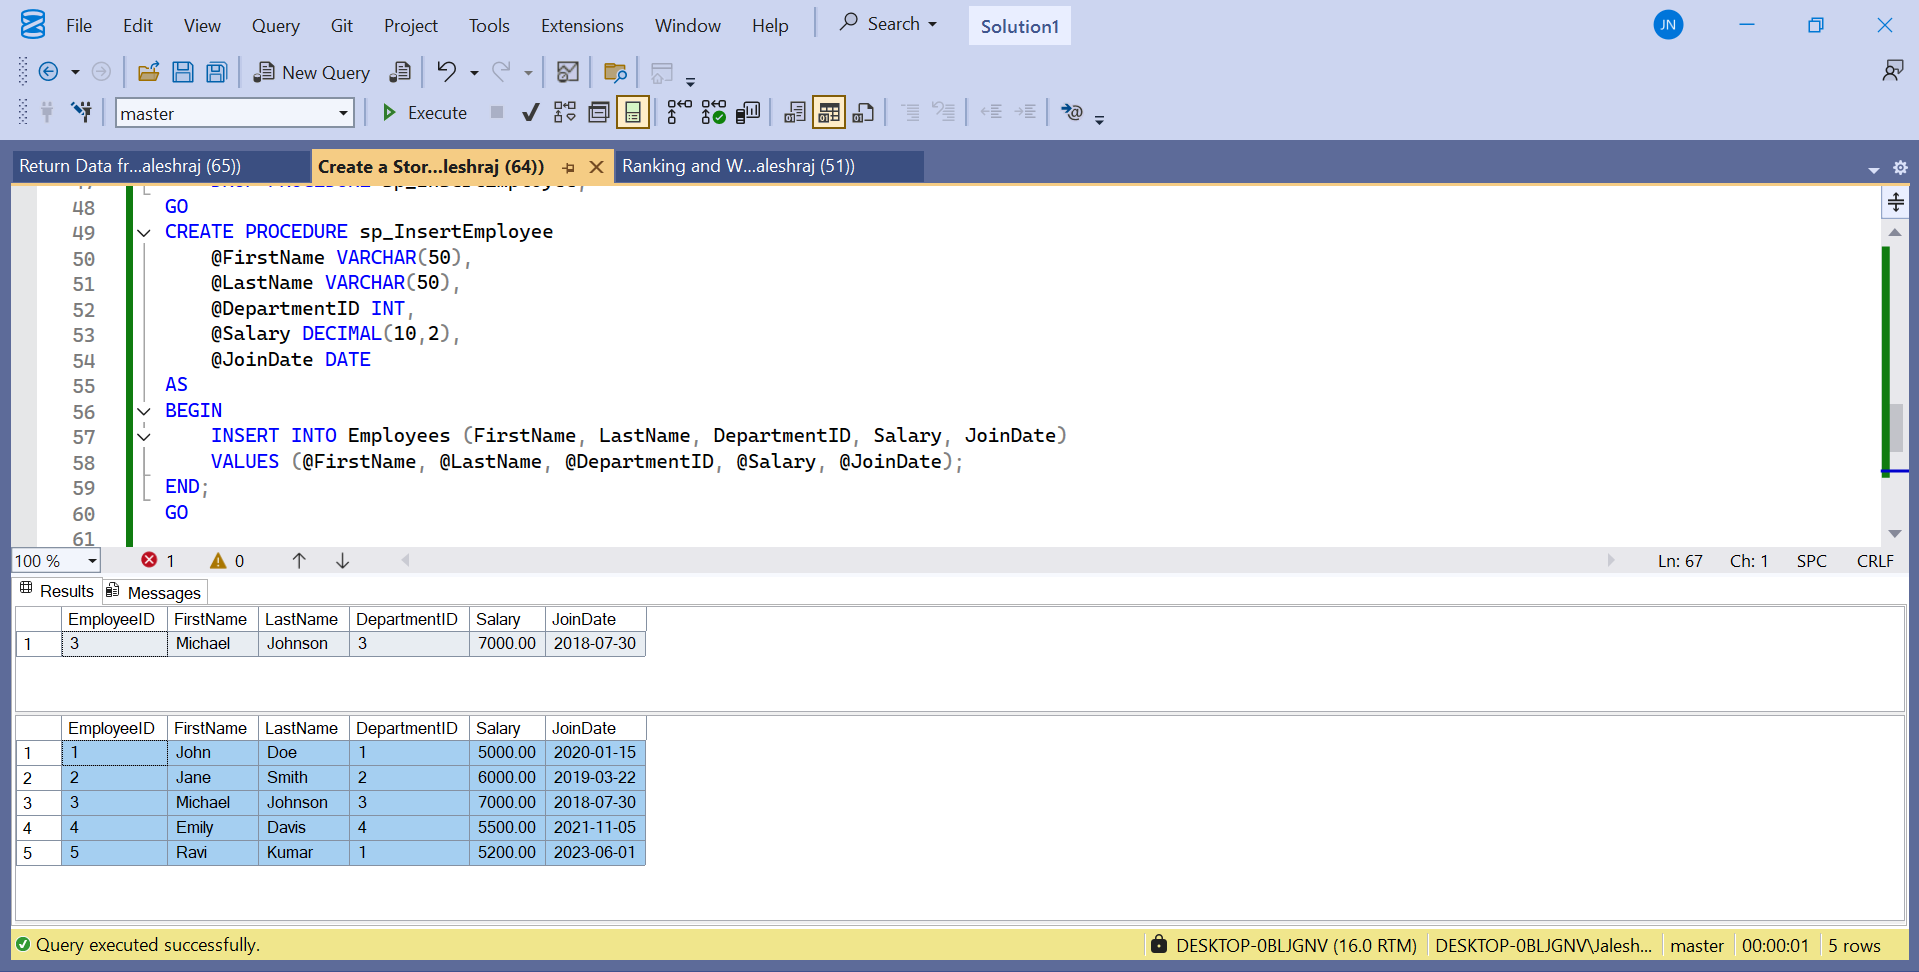 File Edit View Query Git Project Tools Extensions Window Help Search Solution1 JN
New Query
master Execute
Return Data fr...aleshraj (65)) Create a Stor...leshraj (64)) Ranking and W...aleshraj (51))
48 GO
49 CREATE PROCEDURE sp_InsertEmployee
50 @FirstName VARCHAR(50),
51 @LastName VARCHAR(50),
52 @DepartmentID INT,
53 @Salary DECIMAL(10,2),
54 @JoinDate DATE
55 AS
56 BEGIN
57 INSERT INTO Employees (FirstName, LastName, DepartmentID, Salary, JoinDate)
58 VALUES (@FirstName, @LastName, @DepartmentID, @Salary, @JoinDate);
59 END;
60 GO
61
100 % 1 0 Ln: 67 Ch: 1 SPC CRLF
Results Messages
EmployeeID FirstName LastName DepartmentID Salary JoinDate
1 3 Michael Johnson 3 7000.00 2018-07-30
EmployeeID FirstName LastName DepartmentID Salary JoinDate
1 1 John Doe 1 5000.00 2020-01-15
2 2 Jane Smith 2 6000.00 2019-03-22
3 3 Michael Johnson 3 7000.00 2018-07-30
4 4 Emily Davis 4 5500.00 2021-11-05
5 5 Ravi Kumar 1 5200.00 2023-06-01
Query executed successfully. DESKTOP-0BLJGNV (16.0 RTM) DESKTOP-0BLJGNV\Jalesh... master 00:00:01 5 rows